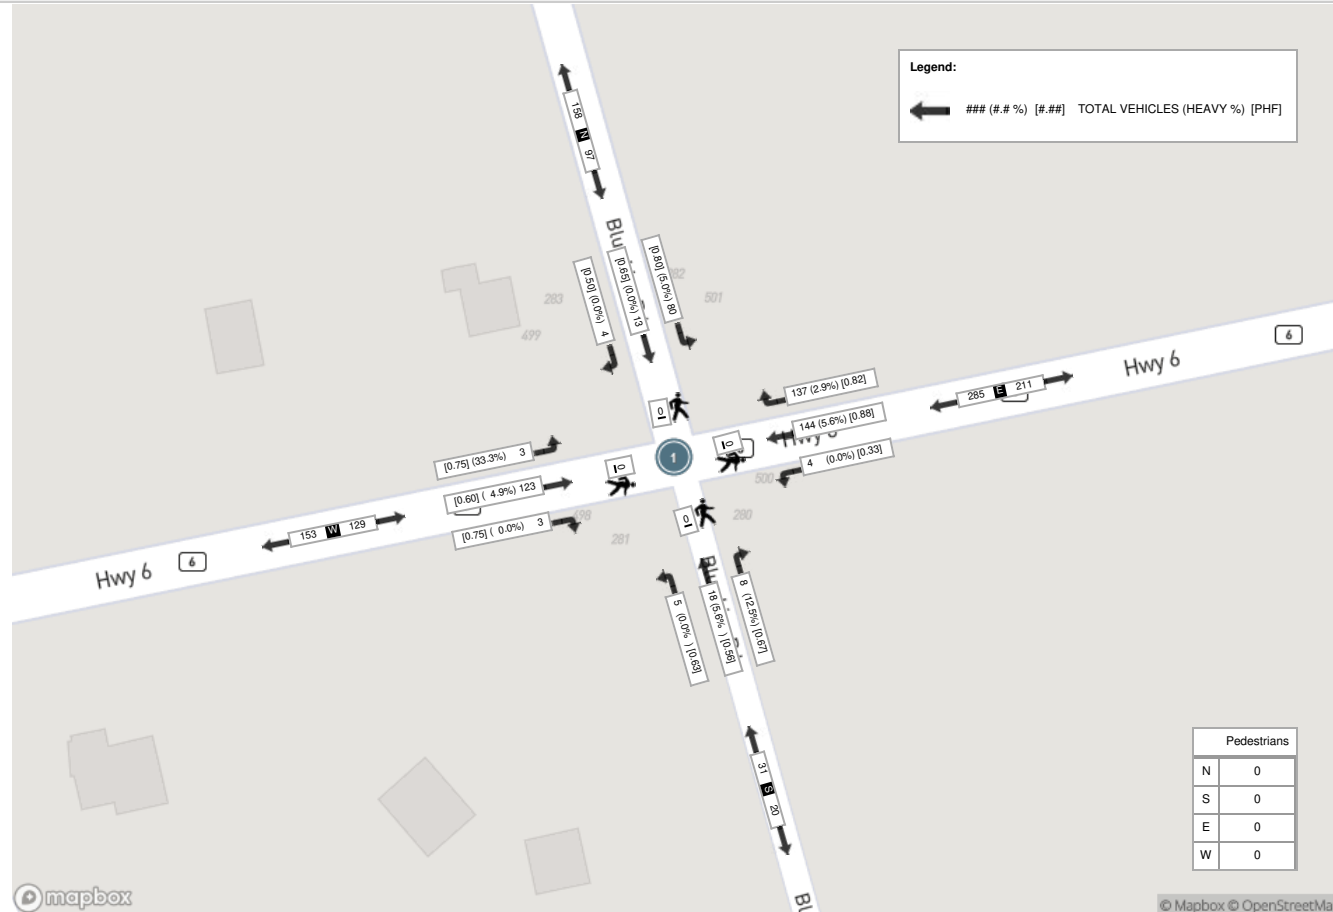 Legend:
### (#.# %) [#.##] TOTAL VEHICLES (HEAVY %) [PHF]
158 N 97
Blu
[0.50] (0.0%) 4
[0.65] (0.0%) 13
[0.80] (5.0%) 80
283
501
499
6
Hwy 6
137 (2.9%) [0.82]
285 E 211
144 (5.6%) [0.88]
0
0
4 (0.0%) [0.33]
1
[0.75] (33.3%) 3
0
[0.60] ( 4.9%) 123
500
[0.75] ( 0.0%) 3
0
280
281
153 W 129
6
Hwy 6
5 (0.0% ) [0.63]
18 (5.6% ) [0.56]
8 (12.5%) [0.67]
31 S 20
Pedestrians
N 0
S 0
E 0
W 0
mapbox
© Mapbox © OpenStreetMa